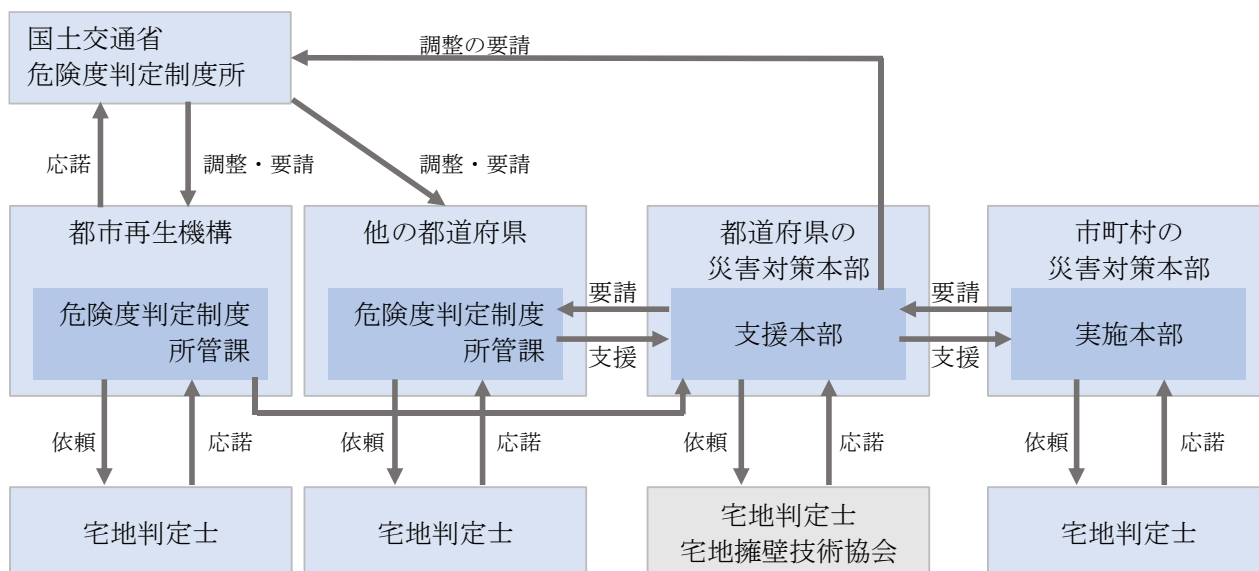 国土交通省
危険度判定制度所
調整の要請
応諾
調整・要請
調整・要請
都市再生機構
他の都道府県
都道府県の
災害対策本部
市町村の
災害対策本部
危険度判定制度
所管課
危険度判定制度
所管課
要請
支援
支援本部
要請
支援
実施本部
依頼
応諾
依頼
応諾
依頼
応諾
依頼
応諾
宅地判定士
宅地判定士
宅地判定士
宅地擁壁技術協会
宅地判定士